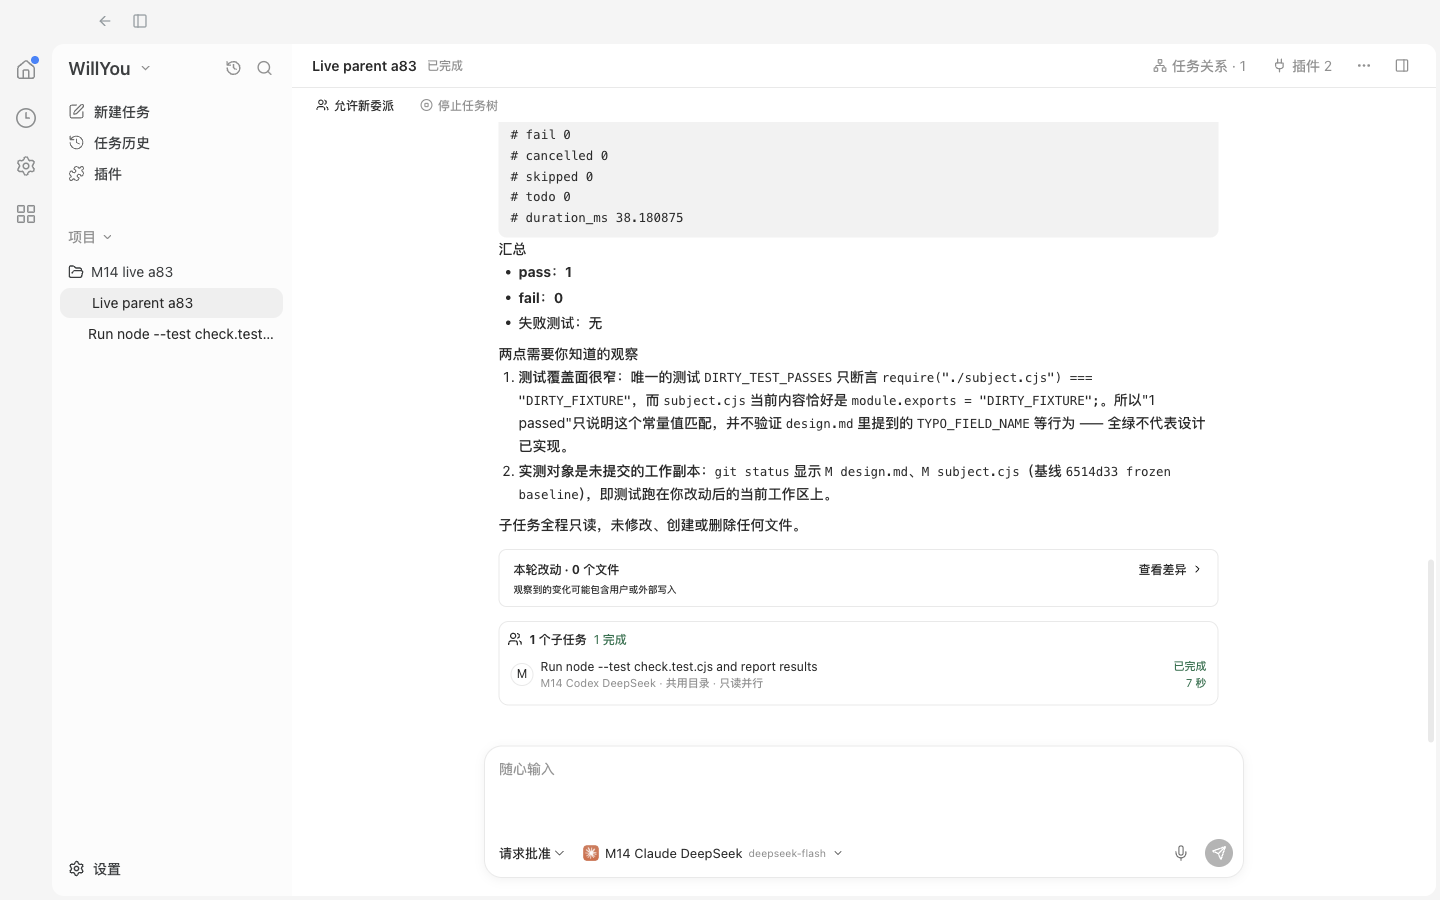 WillYou
新建任务
任务历史
插件
项目
M14 live a83
Live parent a83
Run node --test check.test...
设置
Live parent a83 已完成
任务关系 · 1 插件 2
允许新委派 停止任务树
# fail 0
# cancelled 0
# skipped 0
# todo 0
# duration_ms 38.180875
汇总
• pass：1
• fail：0
• 失败测试：无
两点需要你知道的观察
1. 测试覆盖面很窄：唯一的测试 DIRTY_TEST_PASSES 只断言 require("./subject.cjs") ===
"DIRTY_FIXTURE"，而 subject.cjs 当前内容恰好是 module.exports = "DIRTY_FIXTURE";。所以"1
passed"只说明这个常量值匹配，并不验证 design.md 里提到的 TYPO_FIELD_NAME 等行为 —— 全绿不代表设计
已实现。
2. 实测对象是未提交的工作副本：git status 显示 M design.md、M subject.cjs（基线 6514d33 frozen
baseline），即测试跑在你改动后的当前工作区上。
子任务全程只读，未修改、创建或删除任何文件。
本轮改动 · 0 个文件 查看差异
观察到的变化可能包含用户或外部写入
1 个子任务 1 完成
M Run node --test check.test.cjs and report results 已完成
M14 Codex DeepSeek · 共用目录 · 只读并行 7 秒
随心输入
请求批准 M14 Claude DeepSeek deepseek-flash